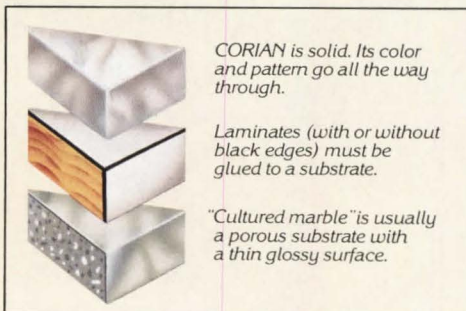 CORIAN is solid. Its color
and pattern go all the way
through.
Laminates (with or without
black edges) must be
glued to a substrate.
"Cultured marble" is usually
a porous substrate with
a thin glossy surface.